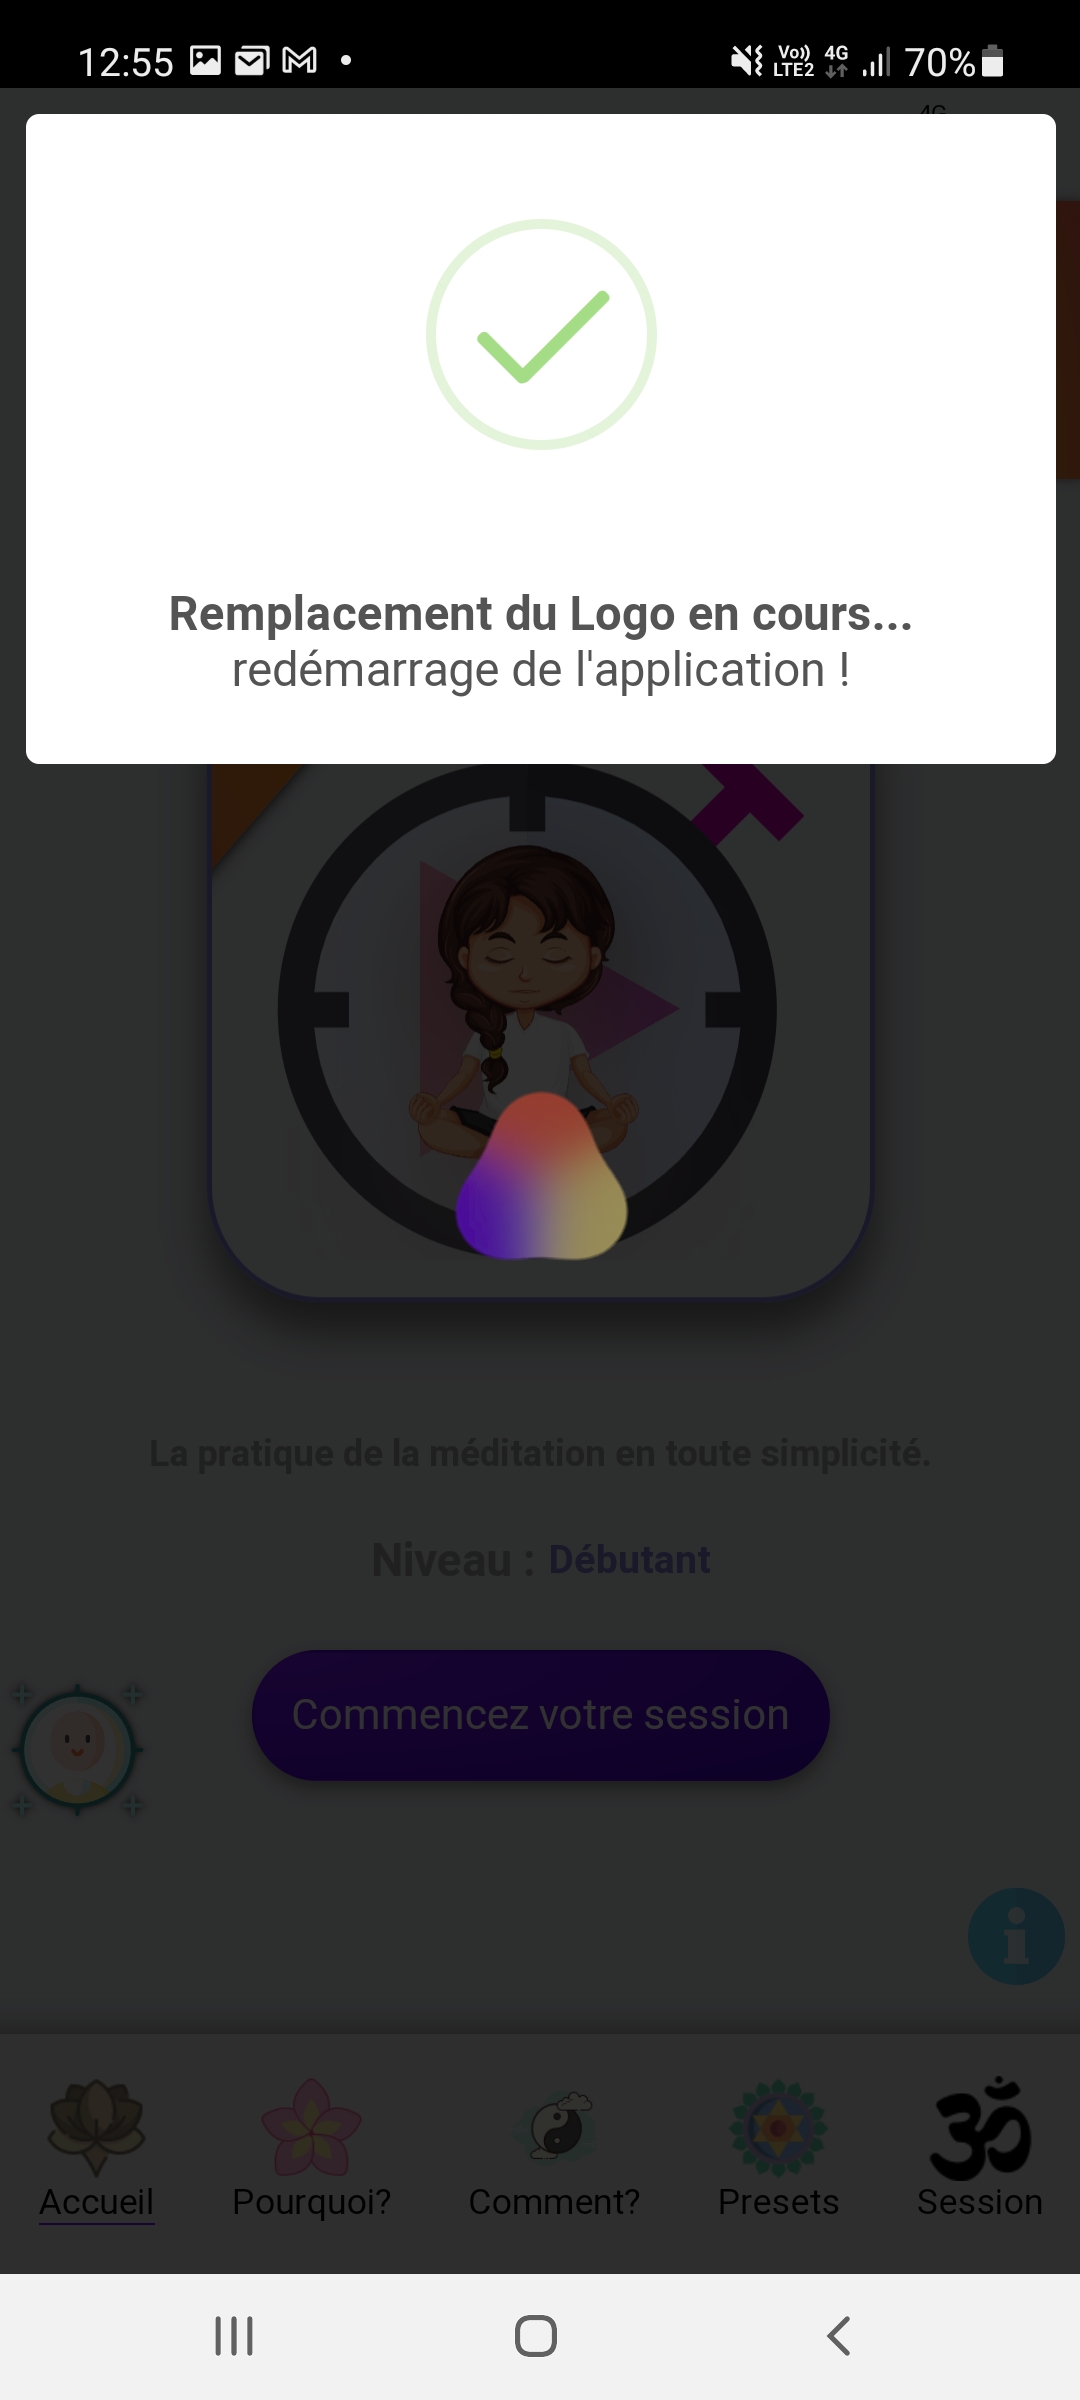 12:55
Vo)) 4G 70%
LTE2
4G
Remplacement du Logo en cours...
redémarrage de l'application !
La pratique de la méditation en toute simplicité.
Niveau : Débutant
Commencez votre session
Accueil Pourquoi? Comment? Presets Session